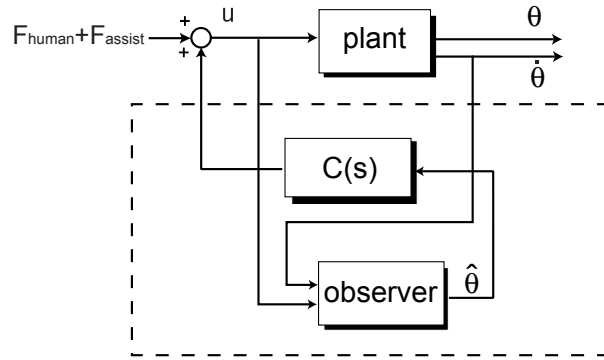 u
θ
F_human+F_assist
+
+
plant
θ̇
C(s)
observer
θ̂